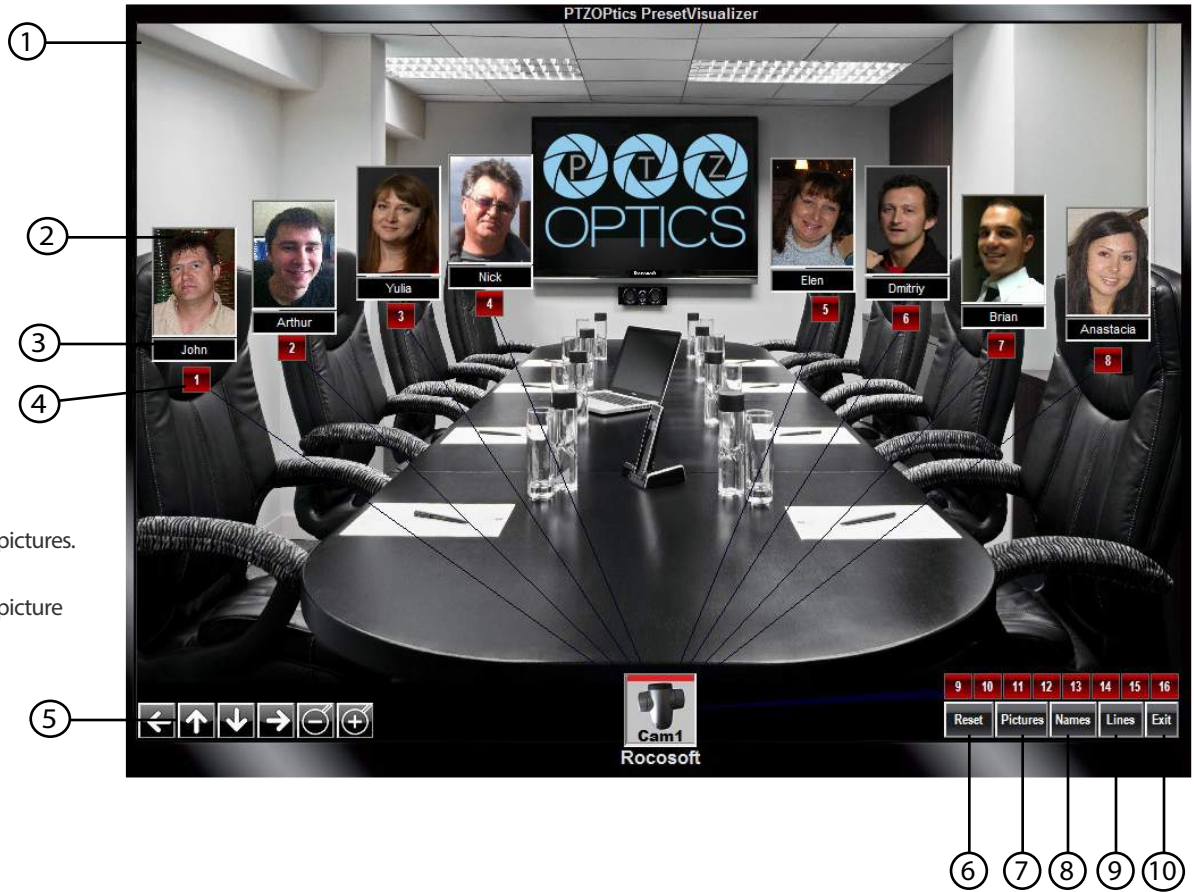 PTZOPtics PresetVisualizer
1
P T Z
OPTICS
2
Nick
Elen
Dmitriy
Rocosoft
Yulia
4
5
3
6
Arthur
Brian
Anastacia
3
John
2
7
8
4
1
pictures.
picture
9 10 11 12 13 14 15 16
5
Cam1
Reset Pictures Names Lines Exit
Rocosoft
6 7 8 9 10